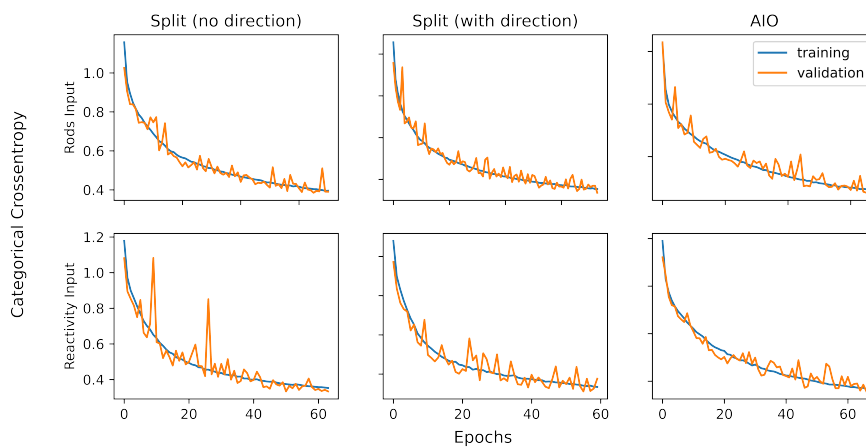 Split (no direction)
Split (with direction)
AIO
Categorical Crossentropy
Rods Input
1.0
0.8
0.6
0.4
training
validation
Reactivity Input
1.2
1.0
0.8
0.6
0.4
0 20 40 60
0 20 40 60
0 20 40 60
Epochs